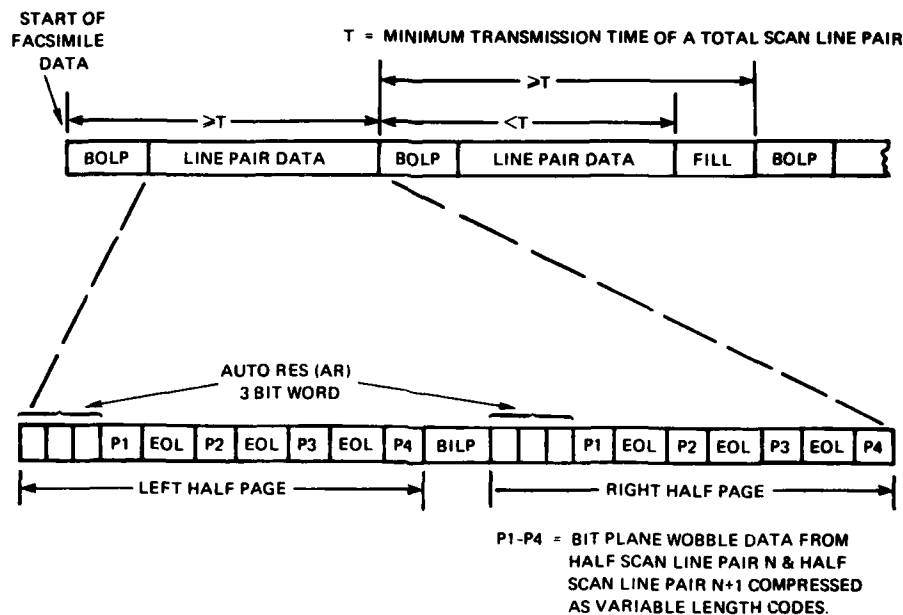 START OF
FACSIMILE
DATA
T = MINIMUM TRANSMISSION TIME OF A TOTAL SCAN LINE PAIR
≥T
≥T <T
BOLP LINE PAIR DATA BOLP LINE PAIR DATA FILL BOLP
AUTO RES (AR)
3 BIT WORD
P1 EOL P2 EOL P3 EOL P4 BILP P1 EOL P2 EOL P3 EOL P4
LEFT HALF PAGE RIGHT HALF PAGE
P1-P4 = BIT PLANE WOBBLE DATA FROM
HALF SCAN LINE PAIR N & HALF
SCAN LINE PAIR N+1 COMPRESSED
AS VARIABLE LENGTH CODES.